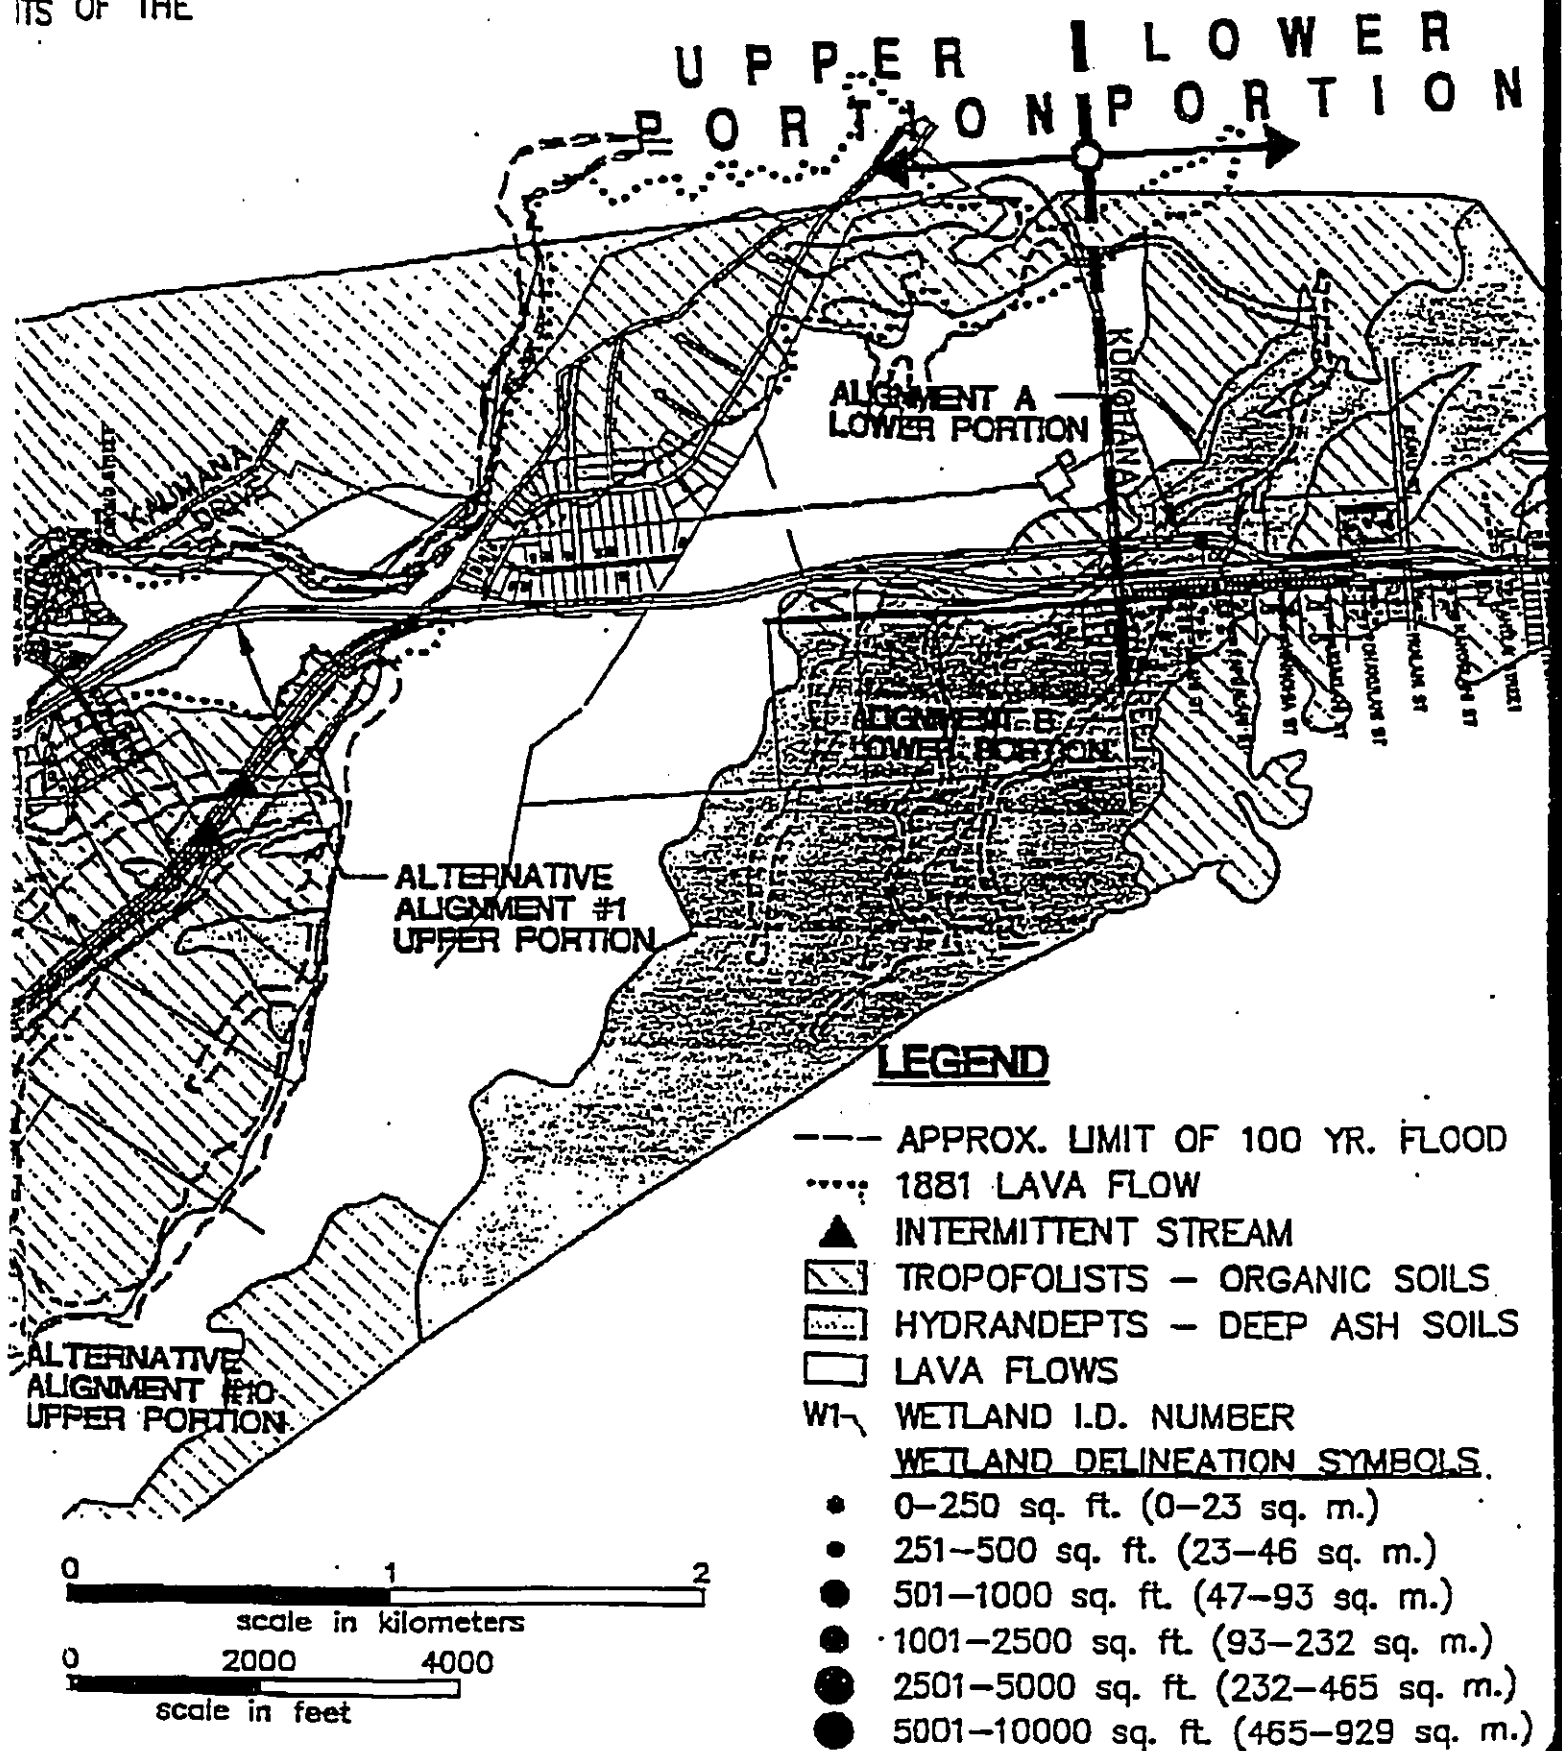 ITS OF THE
UPPER LOWER
PORTION PORTION
KOMOHANA
ALIGNMENT A
LOWER PORTION
KAUMANA
DRIVE
ALIGNMENT B
LOWER PORTION
ALTERNATIVE
ALIGNMENT #1
UPPER PORTION
ALTERNATIVE
ALIGNMENT #10
UPPER PORTION
LEGEND
APPROX. LIMIT OF 100 YR. FLOOD
1881 LAVA FLOW
INTERMITTENT STREAM
TROPOFOLISTS - ORGANIC SOILS
HYDRANDEPTS - DEEP ASH SOILS
LAVA FLOWS
W1 WETLAND I.D. NUMBER
WETLAND DELINEATION SYMBOLS
0-250 sq. ft. (0-23 sq. m.)
251-500 sq. ft. (23-46 sq. m.)
501-1000 sq. ft. (47-93 sq. m.)
1001-2500 sq. ft. (93-232 sq. m.)
2501-5000 sq. ft. (232-465 sq. m.)
5001-10000 sq. ft. (465-929 sq. m.)
0 1 2
scale in kilometers
0 2000 4000
scale in feet